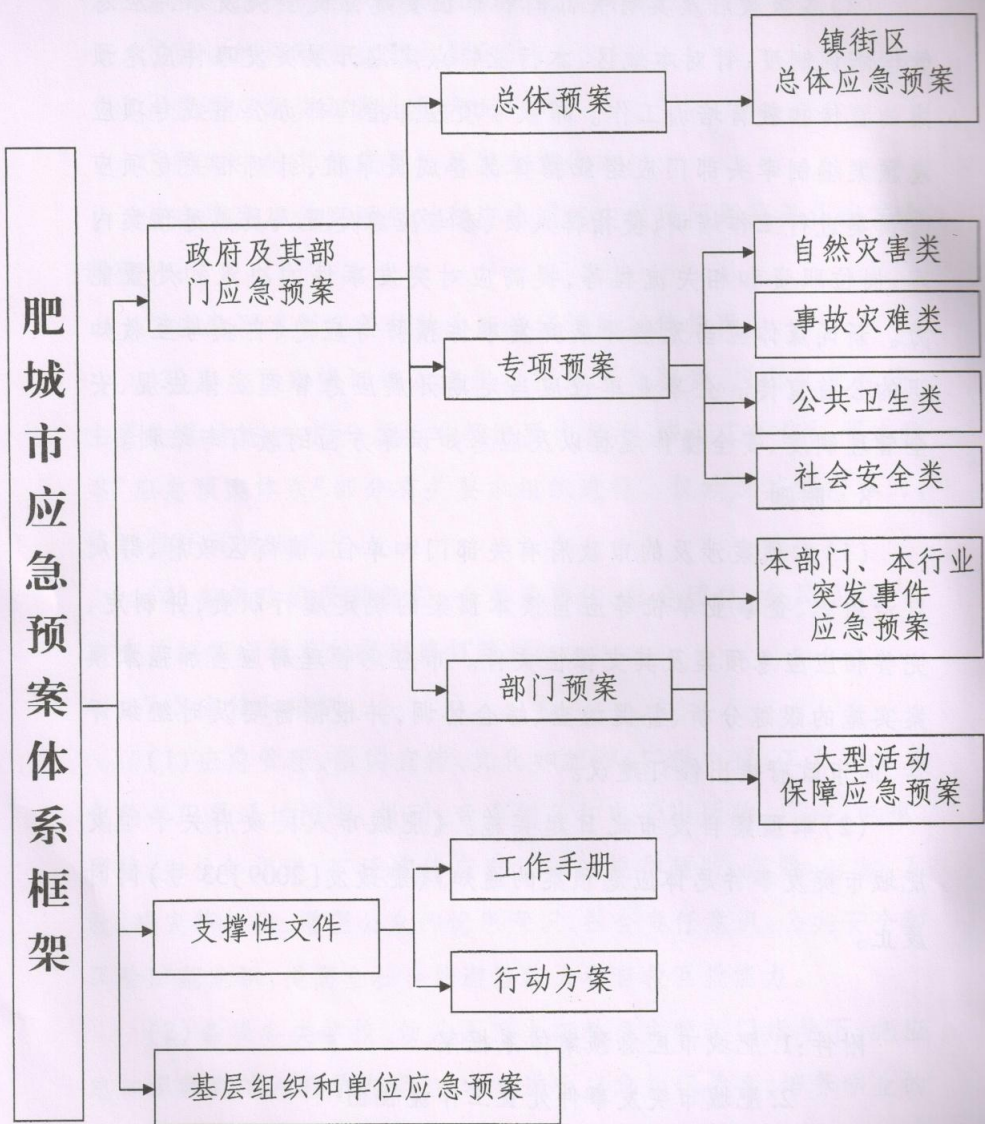 肥城市应急预案体系框架
政府及其部
门应急预案
总体预案
镇街区
总体应急预案
专项预案
自然灾害类
事故灾难类
公共卫生类
社会安全类
部门预案
本部门、本行业
突发事件
应急预案
大型活动
保障应急预案
支撑性文件
工作手册
行动方案
基层组织和单位应急预案